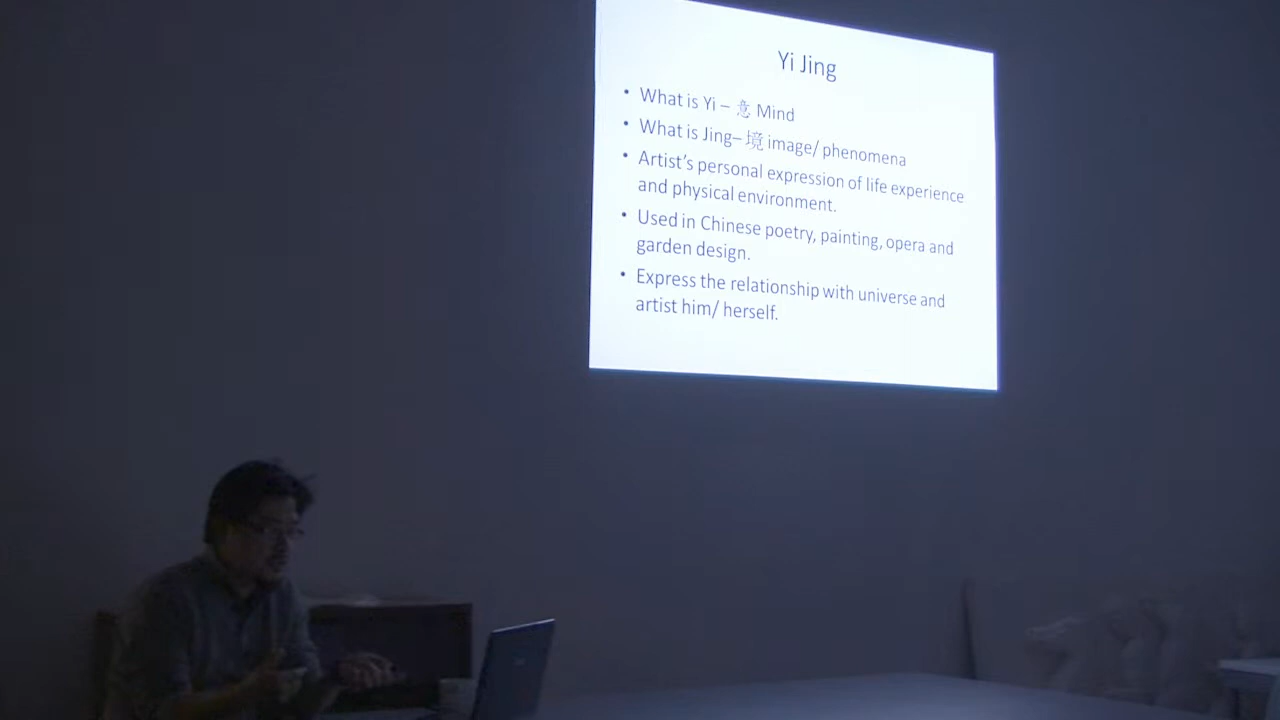 Yi Jing
• What is Yi – 意 Mind
• What is Jing– 境 image/ phenomena
• Artist’s personal expression of life experience
and physical environment.
• Used in Chinese poetry, painting, opera and
garden design.
• Express the relationship with universe and
artist him/ herself.